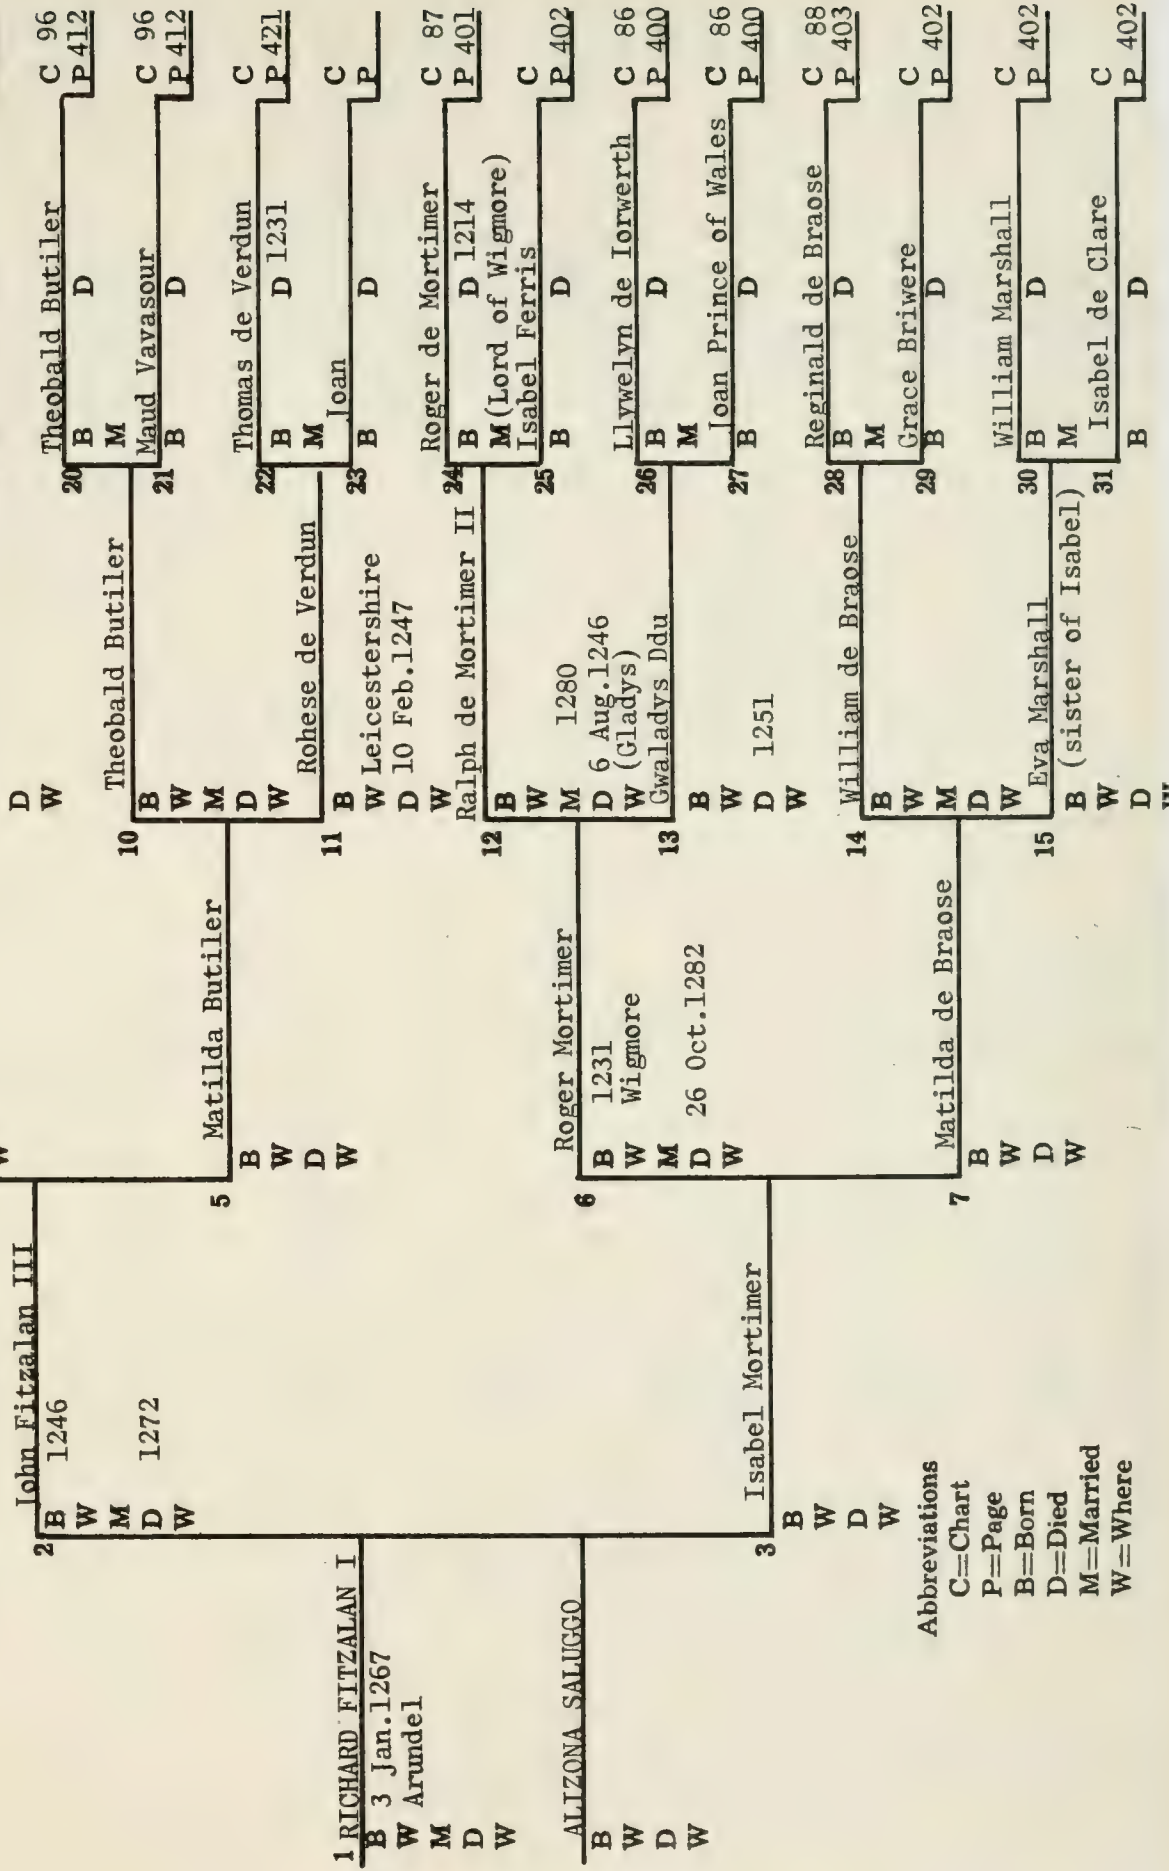 D
W
W
John Fitzalan III
2
B 1246
W
M
D 1272
W
1 RICHARD FITZALAN I
B 3 Jan.1267
W Arundel
M
D
W
ALIZONA SALUGGO
B
W
D
W
Isabel Mortimer
3
B
W
D
W
Abbreviations
C=Chart
P=Page
B=Born
D=Died
M=Married
W=Where
Matilda Butiler
5
B
W
D
W
Roger Mortimer
6
B 1231
W Wigmore
M
D 26 Oct.1282
W
Matilda de Braose
7
B
W
D
W
Theobald Butiler
10
B
W
M
D
W
Rohese de Verdun
11
B
W Leicestershire
D 10 Feb.1247
W
Ralph de Mortimer II
12
B
W
M 1280
D 6 Aug.1246
W (Gladys)
Gwaladys Ddu
13
B
W
D 1251
W
William de Braose
14
B
W
M
D
W
Eva Marshall
15
(sister of Isabel)
B
W
D
W
Theobald Butiler C 96
20 P 412
B D
M
Maud Vavasour C 96
21 P 412
B D
Thomas de Verdun C
22 P 421
B D 1231
M
Joan C
23 P
B D
Roger de Mortimer C 87
24 P 401
B D 1214
M (Lord of Wigmore)
Isabel Ferris C
25 P 402
B D
Llywelyn de Iorwerth C 86
26 P 400
B D
M
Joan Prince of Wales C 86
27 P 400
B D
Reginald de Braose C 88
28 P 403
B D
M
Grace Briwere C
29 P 402
B D
William Marshall C
30 P 402
B D
M
Isabel de Clare C
31 P 402
B D